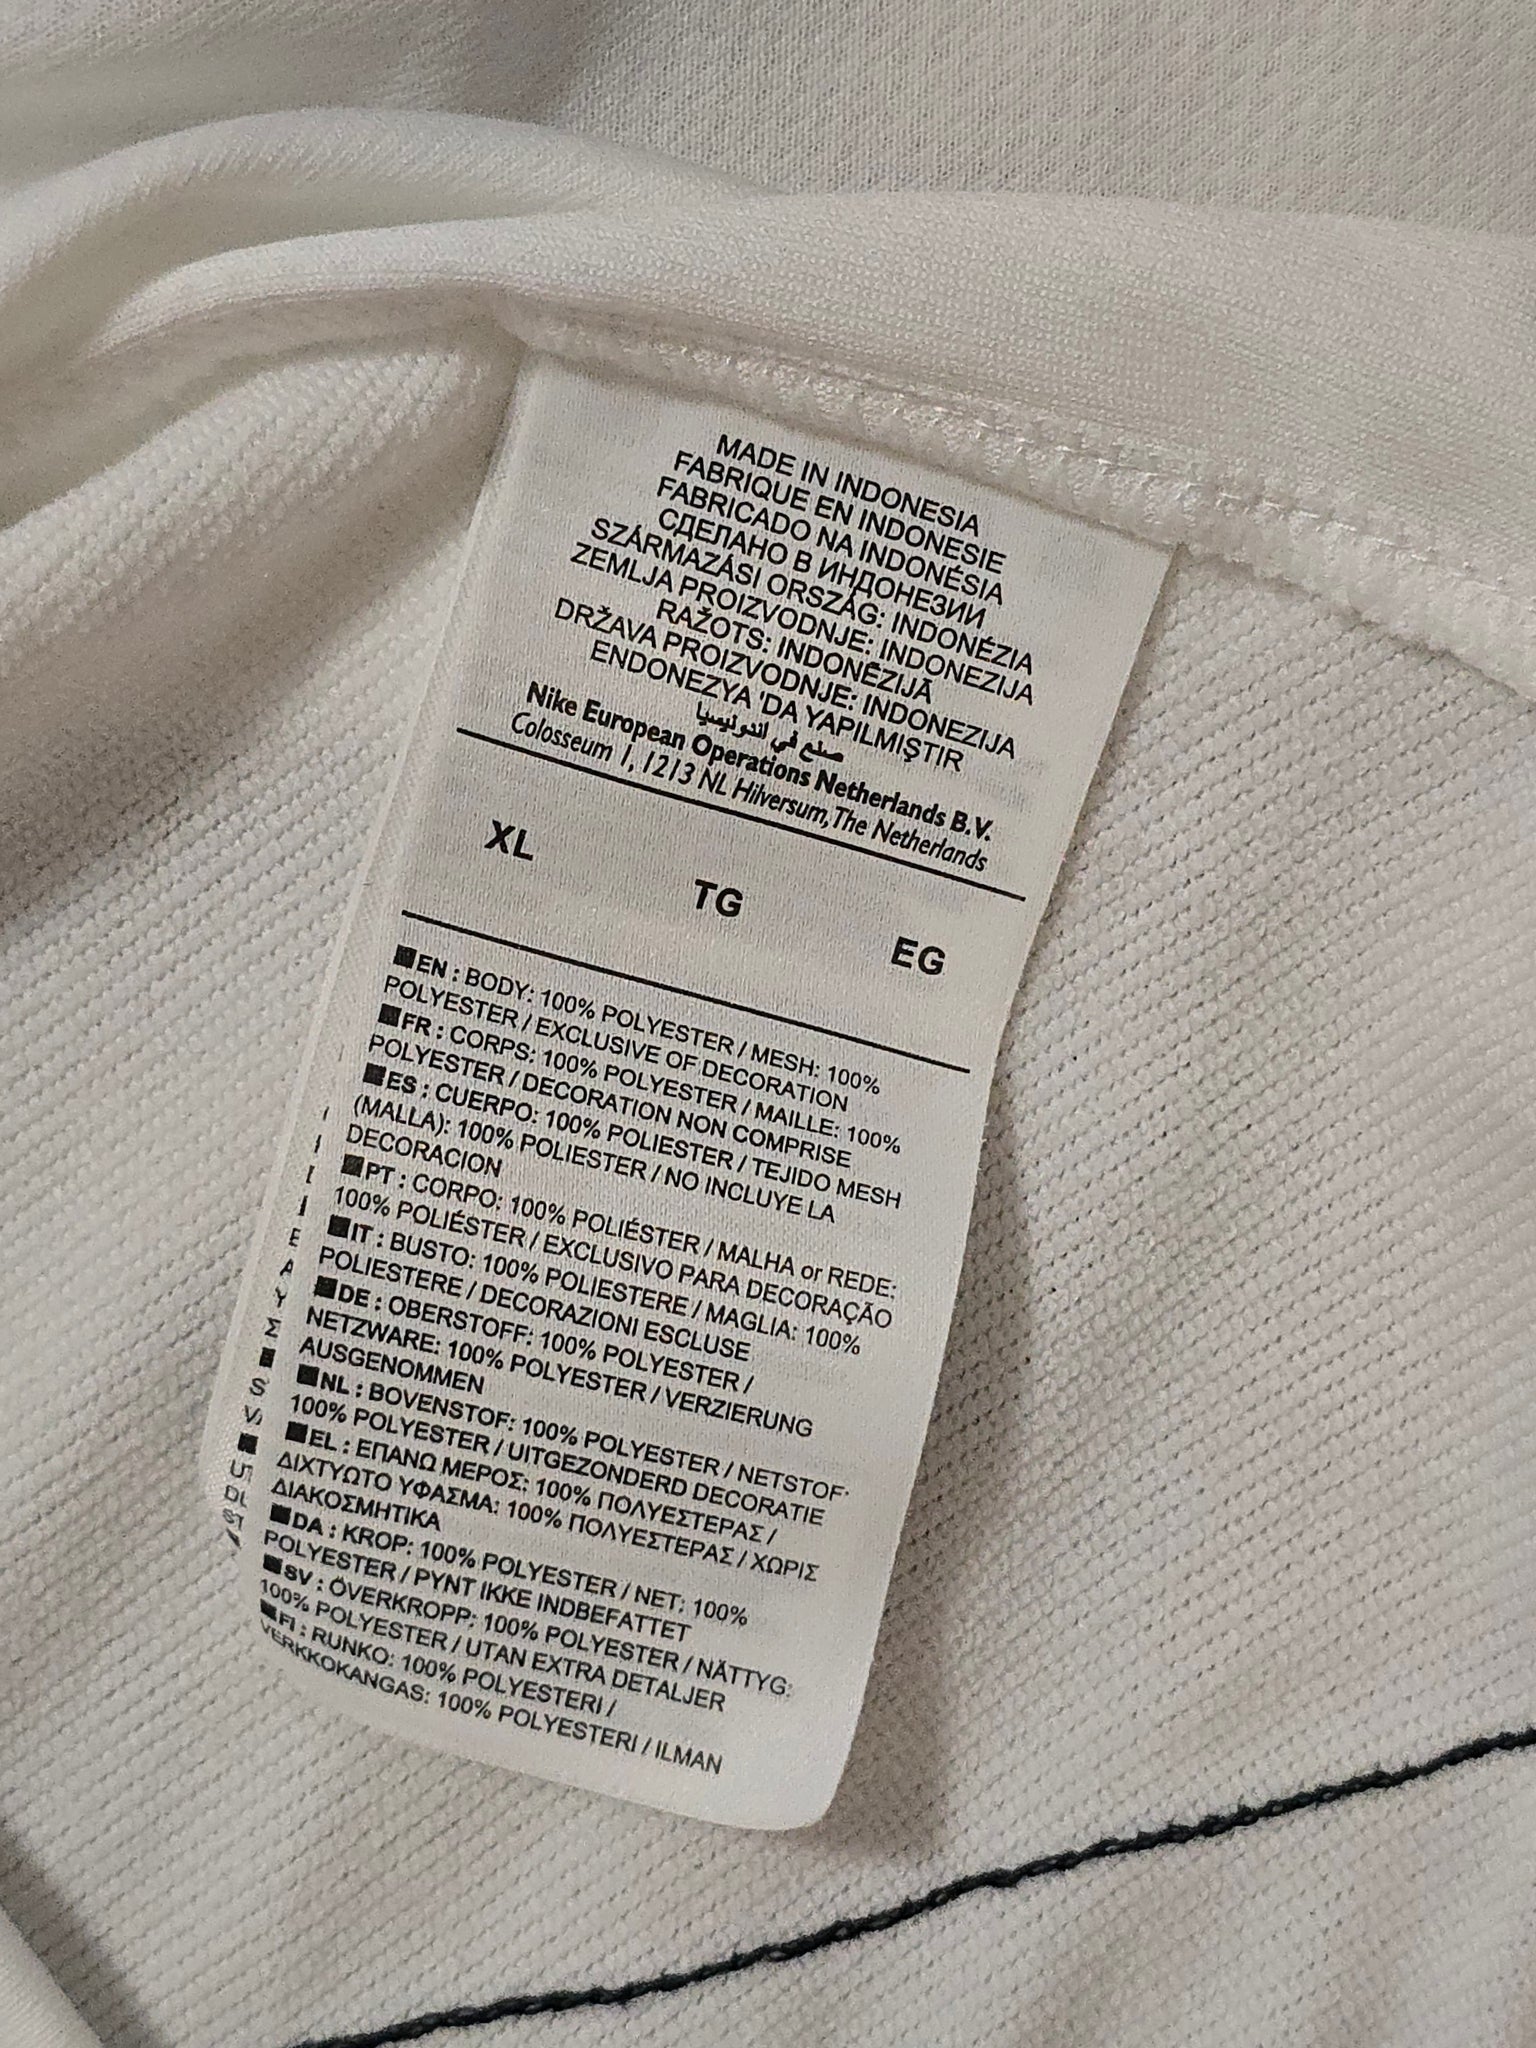 MADE IN INDONESIA
FABRIQUE EN INDONESIE
FABRICADO NA INDONÉSIA
СДЕЛАНО В ИНДОНЕЗИИ
SZÁRMAZÁSI ORSZÁG: INDONÉZIA
ZEMLJA PROIZVODNJE: INDONEZIJA
RAŽOTS: INDONĒZIJĀ
DRŽAVA PROIZVODNJE: INDONEZIJA
ENDONEZYA 'DA YAPILMIŞTIR
صنع في اندونيسيا
Nike European Operations Netherlands B.V.
Colosseum 1, 1213 NL Hilversum, The Netherlands
XL TG EG
EN : BODY: 100% POLYESTER / MESH: 100%
POLYESTER / EXCLUSIVE OF DECORATION
FR : CORPS: 100% POLYESTER / MAILLE: 100%
POLYESTER / DECORATION NON COMPRISE
ES : CUERPO: 100% POLIESTER / TEJIDO MESH
(MALLA): 100% POLIESTER / NO INCLUYE LA
DECORACION
PT : CORPO: 100% POLIÉSTER / MALHA or REDE:
100% POLIÉSTER / EXCLUSIVO PARA DECORAÇÃO
IT : BUSTO: 100% POLIESTERE / MAGLIA: 100%
POLIESTERE / DECORAZIONI ESCLUSE
DE : OBERSTOFF: 100% POLYESTER /
NETZWARE: 100% POLYESTER / VERZIERUNG
AUSGENOMMEN
NL : BOVENSTOF: 100% POLYESTER / NETSTOF:
100% POLYESTER / UITGEZONDERD DECORATIE
EL : ΕΠΑΝΩ ΜΕΡΟΣ: 100% ΠΟΛΥΕΣΤΕΡΑΣ /
ΔΙΧΤΥΩΤΟ ΥΦΑΣΜΑ: 100% ΠΟΛΥΕΣΤΕΡΑΣ / ΧΩΡΙΣ
ΔΙΑΚΟΣΜΗΤΙΚΑ
DA : KROP: 100% POLYESTER / NET: 100%
POLYESTER / PYNT IKKE INDBEFATTET
SV : ÖVERKROPP: 100% POLYESTER / NÄTTYG:
100% POLYESTER / UTAN EXTRA DETALJER
FI : RUNKO: 100% POLYESTERI /
VERKKOKANGAS: 100% POLYESTERI / ILMAN